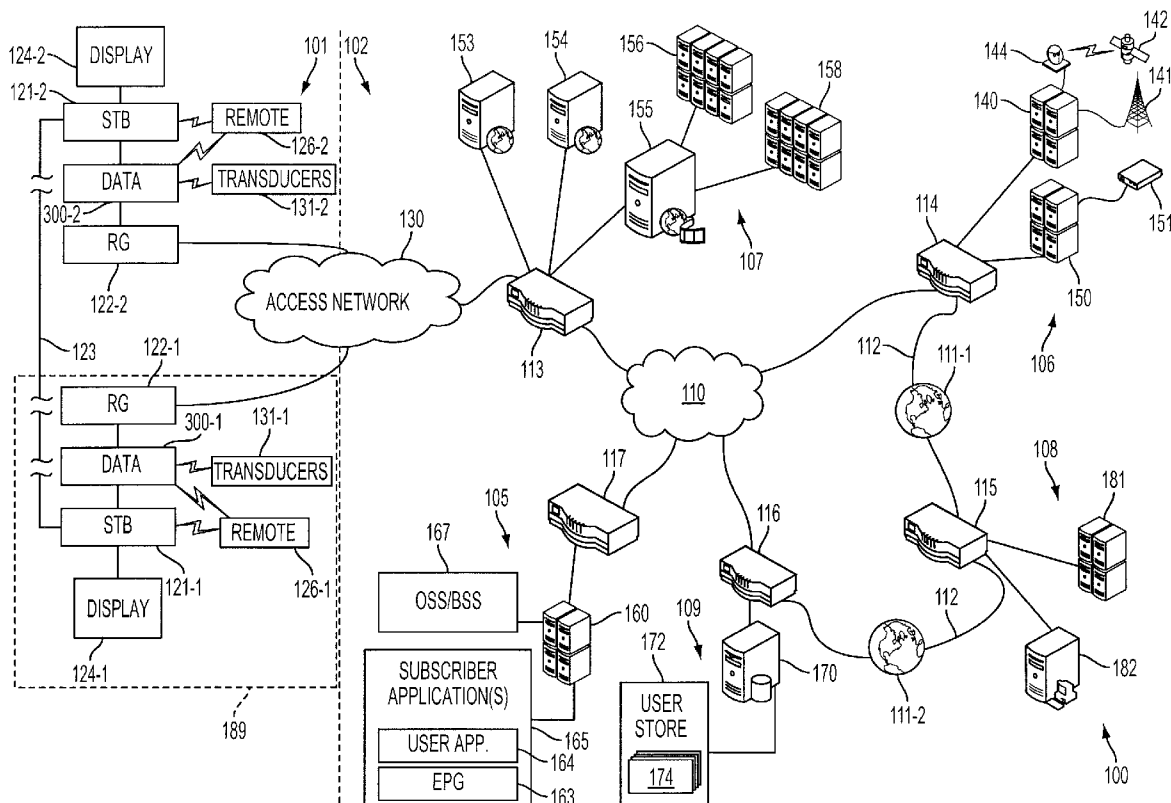 124-2
DISPLAY
101
102
121-2
STB
REMOTE
126-2
DATA
TRANSDUCERS
131-2
300-2
RG
122-2
130
ACCESS NETWORK
123
122-1
RG
300-1
131-1
DATA
TRANSDUCERS
STB
REMOTE
121-1
126-1
DISPLAY
124-1
189
153
154
156
155
158
107
113
110
144
142
140
141
114
151
150
106
112
111-1
117
105
167
OSS/BSS
160
SUBSCRIBER
APPLICATION(S)
165
USER APP.
164
EPG
163
116
109
172
170
USER
STORE
174
115
108
181
112
111-2
182
100